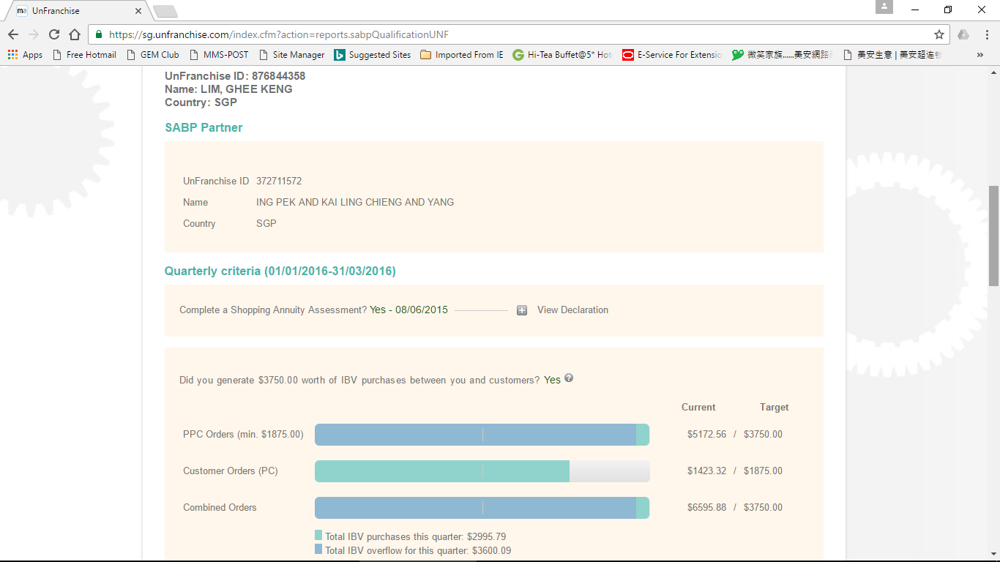 ma UnFranchise
https://sg.unfranchise.com/index.cfm?action=reports.sabpQualificationUNF
Apps Free Hotmail GEM Club MMS-POST Site Manager Suggested Sites Imported From IE Hi-Tea Buffet@5* Hot E-Service For Extensio 微笑家族......美安網路 美安生意 | 美安超连 »
UnFranchise ID: 876844358
Name: LIM, GHEE KENG
Country: SGP
SABP Partner
UnFranchise ID 372711572
Name ING PEK AND KAI LING CHIENG AND YANG
Country SGP
Quarterly criteria (01/01/2016-31/03/2016)
Complete a Shopping Annuity Assessment? Yes - 08/06/2015 View Declaration
Did you generate $3750.00 worth of IBV purchases between you and customers? Yes ?
Current Target
PPC Orders (min. $1875.00) $5172.56 / $3750.00
Customer Orders (PC) $1423.32 / $1875.00
Combined Orders $6595.88 / $3750.00
Total IBV purchases this quarter: $2995.79
Total IBV overflow for this quarter: $3600.09